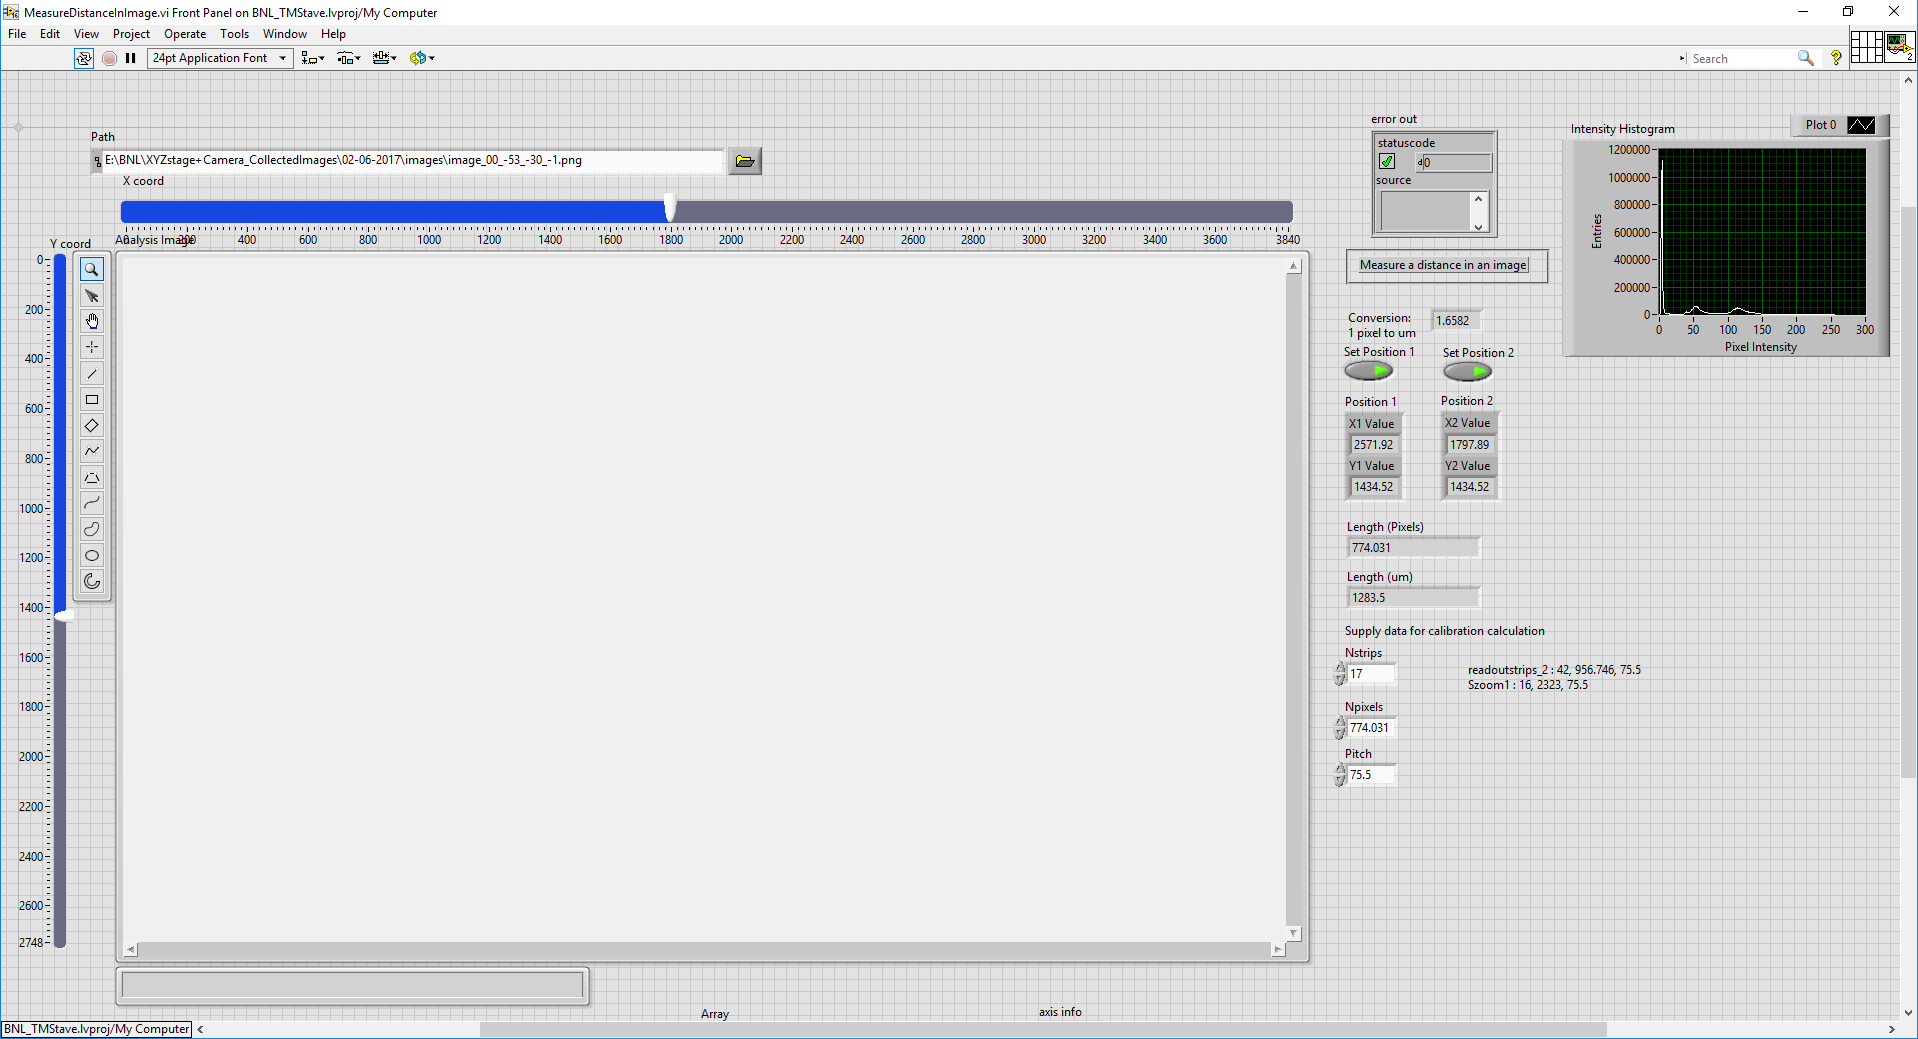 MeasureDistanceInImage.vi Front Panel on BNL_TMStave.lvproj/My Computer
File Edit View Project Operate Tools Window Help
24pt Application Font
Search
2
Path
E:\BNL\XYZstage+Camera_CollectedImages\02-06-2017\images\image_00_-53_-30_-1.png
X coord
0 200 400 600 800 1000 1200 1400 1600 1800 2000 2200 2400 2600 2800 3000 3200 3400 3600 3840
Analysis Image
Y coord
0
200
400
600
800
1000
1200
1400
1600
1800
2000
2200
2400
2600
2748
error out
status code
d 0
source
Measure a distance in an image
Conversion:
1 pixel to um
1.6582
Set Position 1 Set Position 2
Position 1 Position 2
X1 Value X2 Value
2571.92 1797.89
Y1 Value Y2 Value
1434.52 1434.52
Length (Pixels)
774.031
Length (um)
1283.5
Supply data for calibration calculation
Nstrips
17
readoutstrips_2 : 42, 956.746, 75.5
Szoom1 : 16, 2323, 75.5
Npixels
774.031
Pitch
75.5
Intensity Histogram
Plot 0
Entries
1200000
1000000
800000
600000
400000
200000
0
0 50 100 150 200 250 300
Pixel Intensity
Array
axis info
BNL_TMStave.lvproj/My Computer